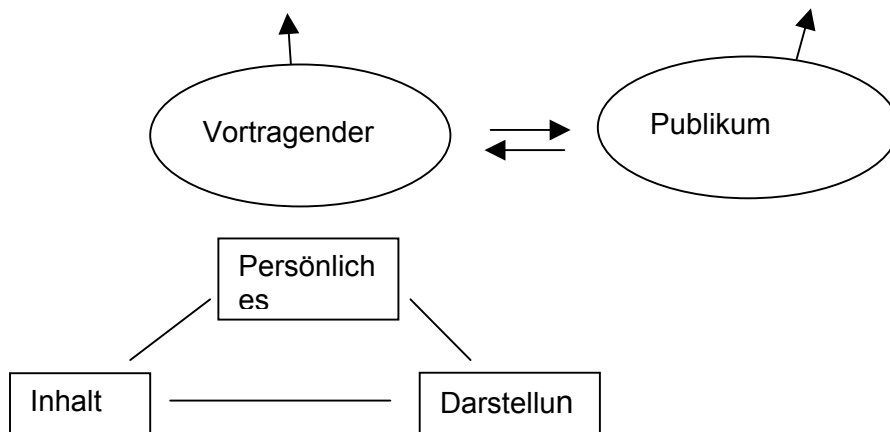 Vortragender
Publikum
Persönlich
es
Inhalt
Darstellun